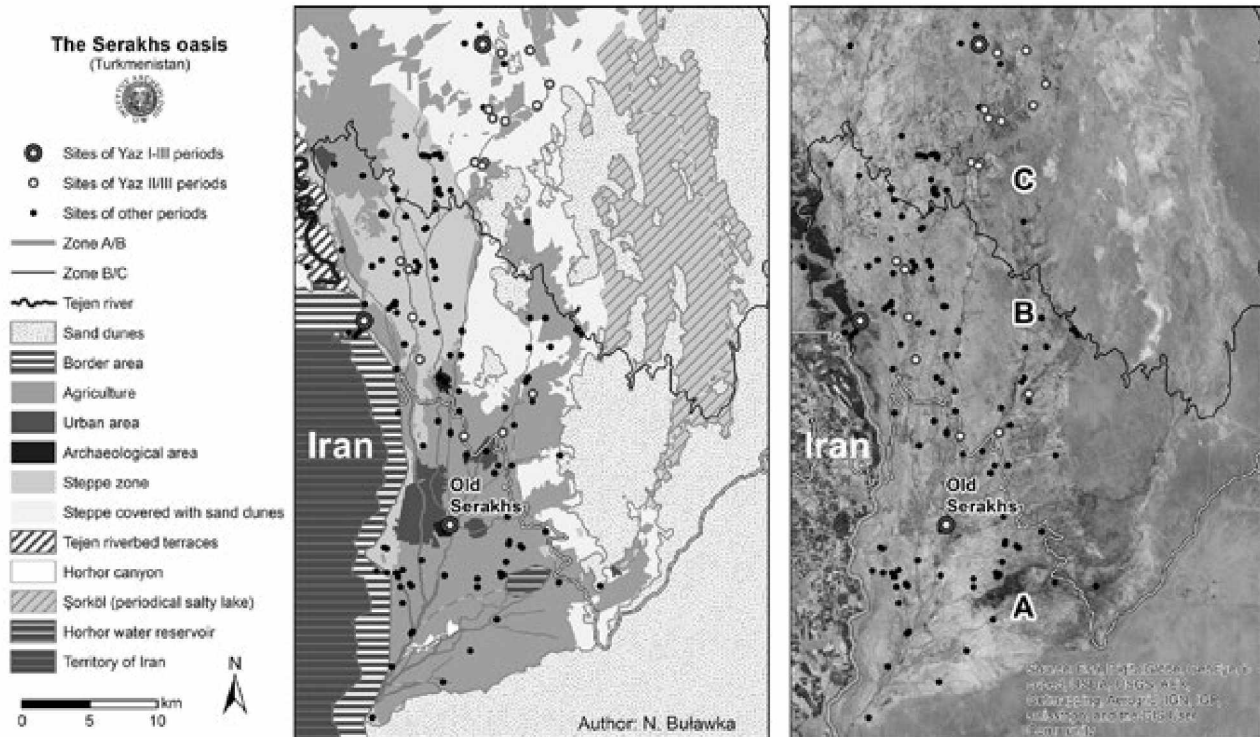 The Serakhs oasis
(Turkmenistan)
Sites of Yaz I-III periods
Sites of Yaz II/III periods
Sites of other periods
Zone A/B
Zone B/C
Tejen river
Sand dunes
Border area
Agriculture
Urban area
Archaeological area
Steppe zone
Steppe covered with sand dunes
Tejen riverbed terraces
Horhor canyon
Şorköl (periodical salty lake)
Horhor water reservoir
Territory of Iran
N
km
0 5 10
Iran
Old
Serakhs
Author: N. Buławka
C
B
Iran
Old
Serakhs
A
community